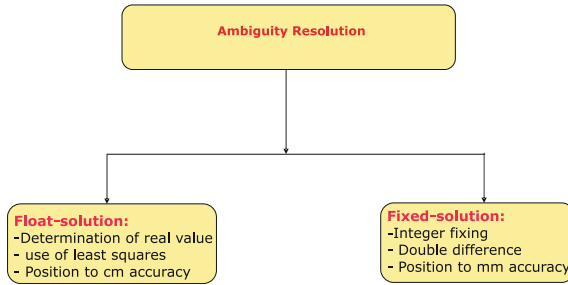 Ambiguity Resolution
Float-solution:
-Determination of real value
- use of least squares
- Position to cm accuracy
Fixed-solution:
-Integer fixing
- Double difference
- Position to mm accuracy